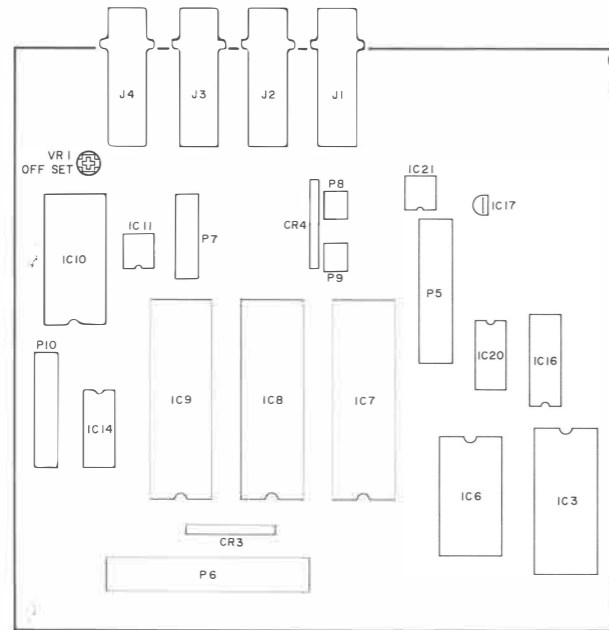 J4 J3 J2 J1
VR1
OFF SET
IC21
P8
IC17
IC11
P7
CR4
IC10
P9
P5
P10
IC20
IC16
IC9
IC8
IC7
IC14
IC6
IC3
CR3
P6